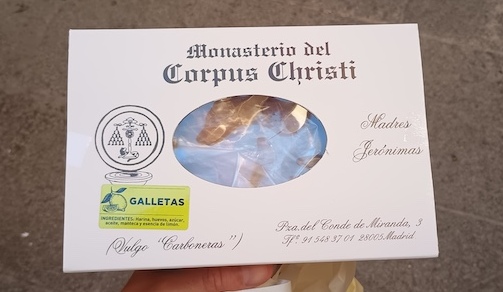 Monasterio del
Corpus Christi
Madres
Jerónimas
GALLETAS
INGREDIENTES: Harina, huevos, azúcar,
aceite, manteca y esencia de limón.
(Vulgo "Carboneras")
Pza. del Conde de Miranda, 3
Tfº 91 548 37 01 28005 Madrid